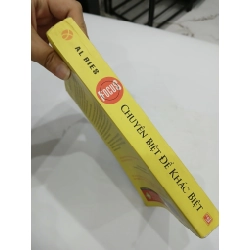 AL RIES
FOCUS
CHUYÊN BIỆT ĐỂ KHÁC BIỆT